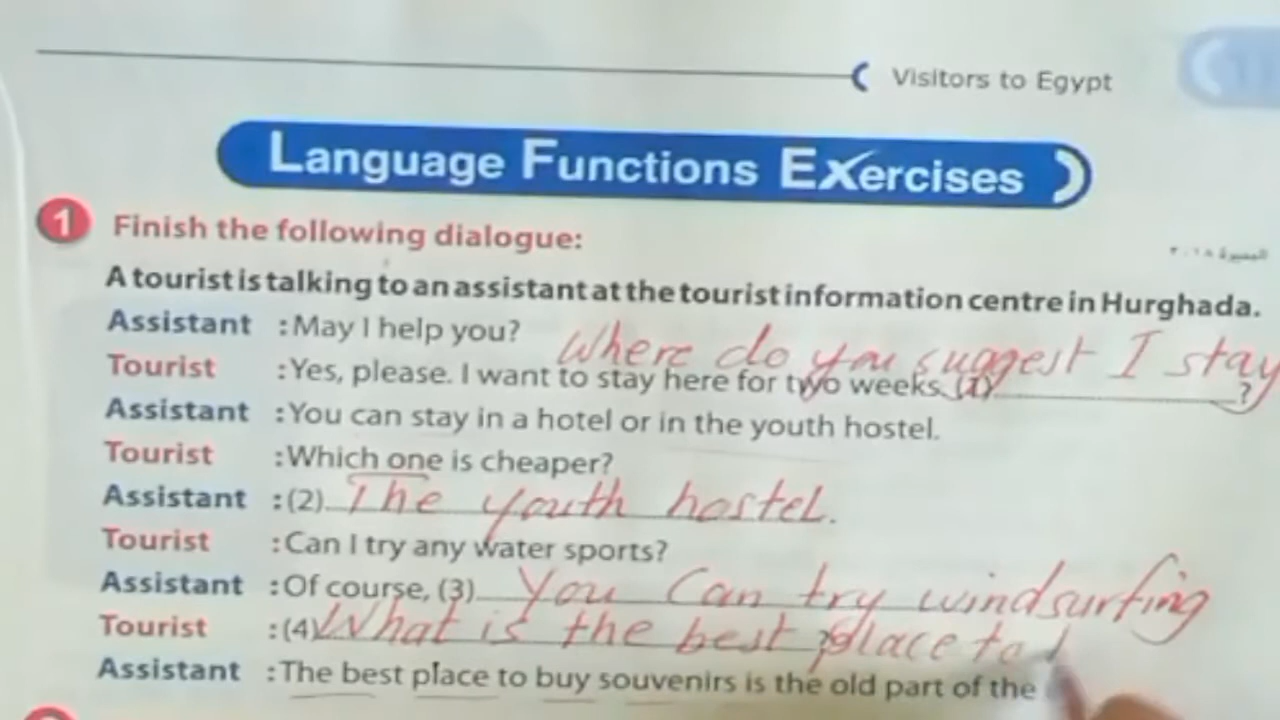 Visitors to Egypt
Language Functions Exercises
1 Finish the following dialogue:
A tourist is talking to an assistant at the tourist information centre in Hurghada.
Assistant : May I help you?
Where do you suggest I stay
Tourist : Yes, please. I want to stay here for two weeks. (1) ?
Assistant : You can stay in a hotel or in the youth hostel.
Tourist : Which one is cheaper?
Assistant : (2) The youth hostel.
Tourist : Can I try any water sports?
Assistant : Of course, (3) You can try windsurfing
Tourist : (4) What is the best ? place to
Assistant : The best place to buy souvenirs is the old part of the